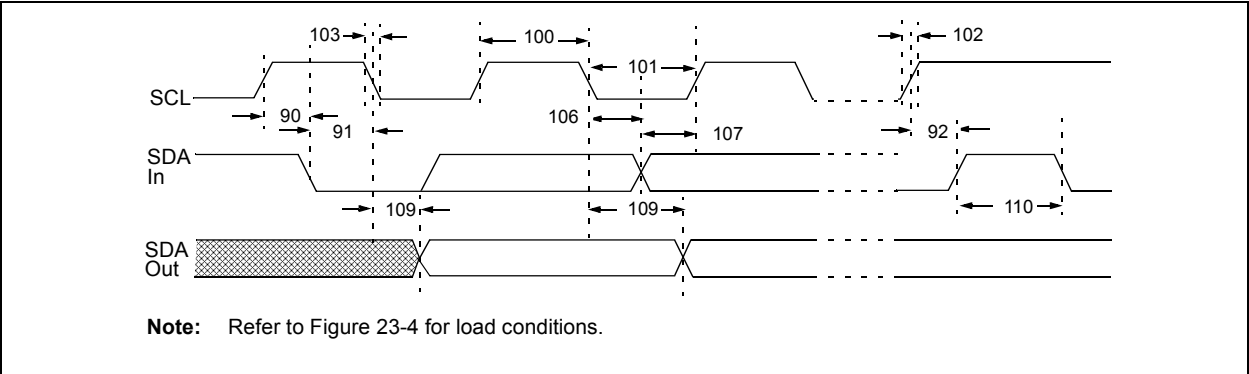 103
100
102
101
SCL
90
91
106
107
92
SDA
In
109
109
110
SDA
Out
Note: Refer to Figure 23-4 for load conditions.